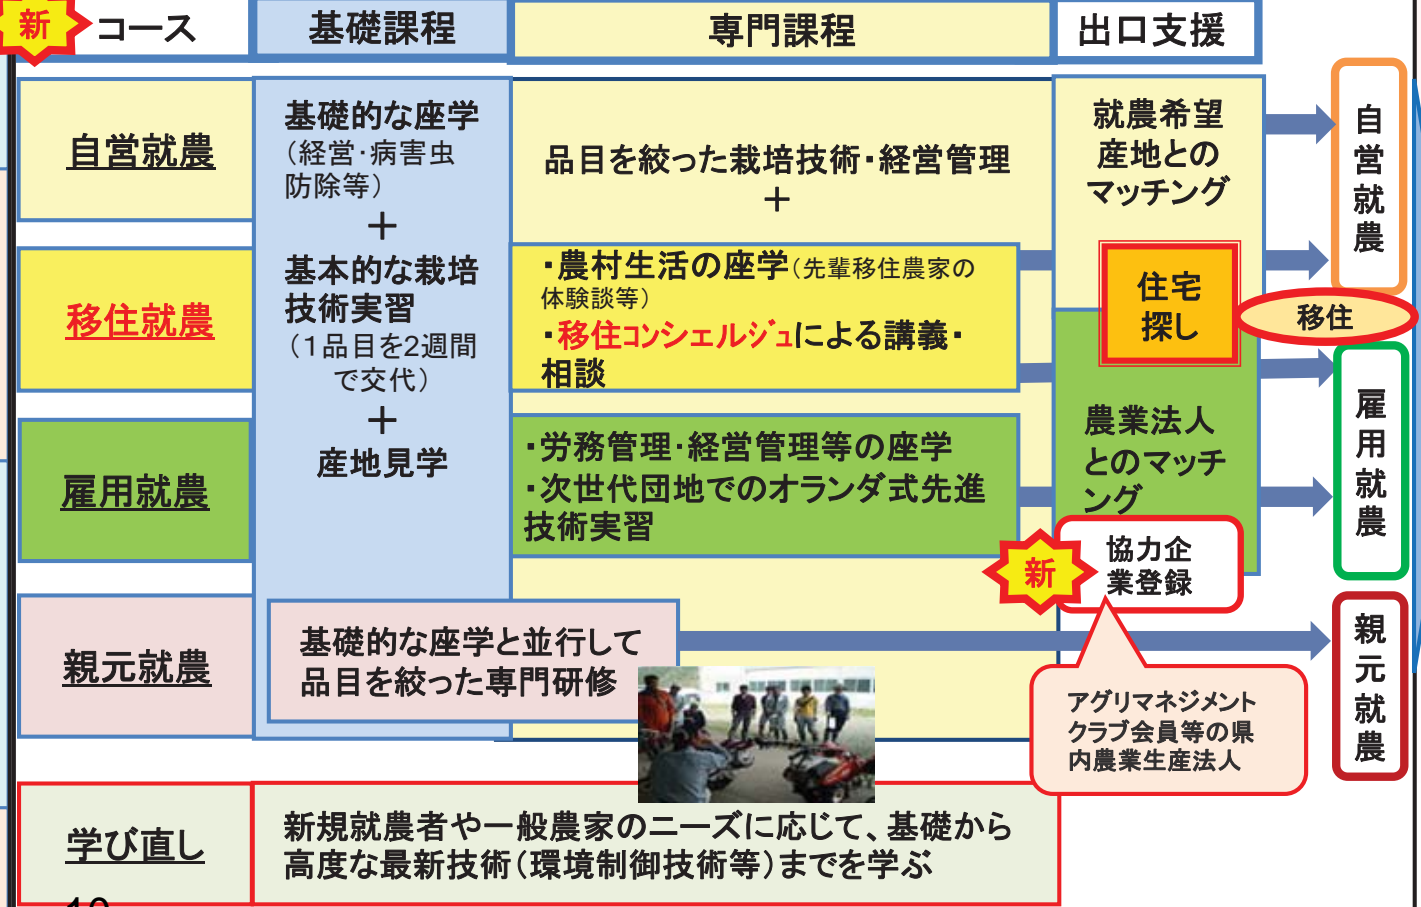 新
コース
基礎課程
専門課程
出口支援
自営就農
基礎的な座学
（経営・病害虫
防除等）
＋
基本的な栽培
技術実習
（１品目を2週間
で交代）
＋
産地見学
品目を絞った栽培技術・経営管理
＋
就農希望
産地との
マッチング
自営就農
移住就農
・農村生活の座学（先輩移住農家の
体験談等）
・移住コンシェルジュによる講義・
相談
住宅
探し
移住
雇用就農
・労務管理・経営管理等の座学
・次世代団地でのオランダ式先進
技術実習
農業法人
とのマッチ
ング
新
協力企
業登録
雇用就農
親元就農
基礎的な座学と並行して
品目を絞った専門研修
アグリマネジメント
クラブ会員等の県
内農業生産法人
親元就農
学び直し
新規就農者や一般農家のニーズに応じて、基礎から
高度な最新技術（環境制御技術等）までを学ぶ